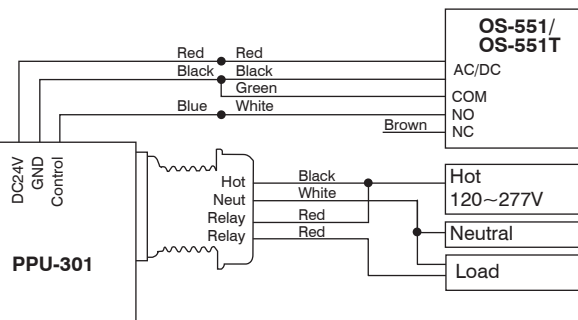 OS-551/
OS-551T
Red Red
AC/DC
Black Black
Green
COM
Blue White
NO
Brown
NC
DC24V
GND
Control
PPU-301
Hot
Neut
Relay
Relay
Black
White
Red
Red
Hot
120~277V
Neutral
Load